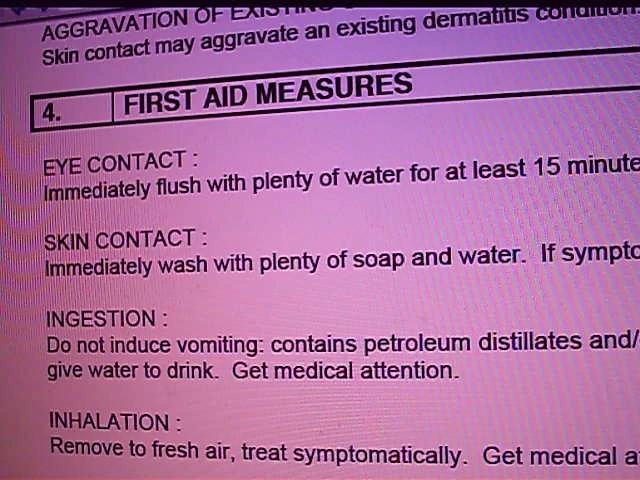 AGGRAVATION OF
Skin contact may aggravate an existing dermatitis condition.
4. FIRST AID MEASURES
EYE CONTACT :
Immediately flush with plenty of water for at least 15 minute
SKIN CONTACT :
Immediately wash with plenty of soap and water. If sympto
INGESTION :
Do not induce vomiting: contains petroleum distillates and/
give water to drink. Get medical attention.
INHALATION :
Remove to fresh air, treat symptomatically. Get medical a